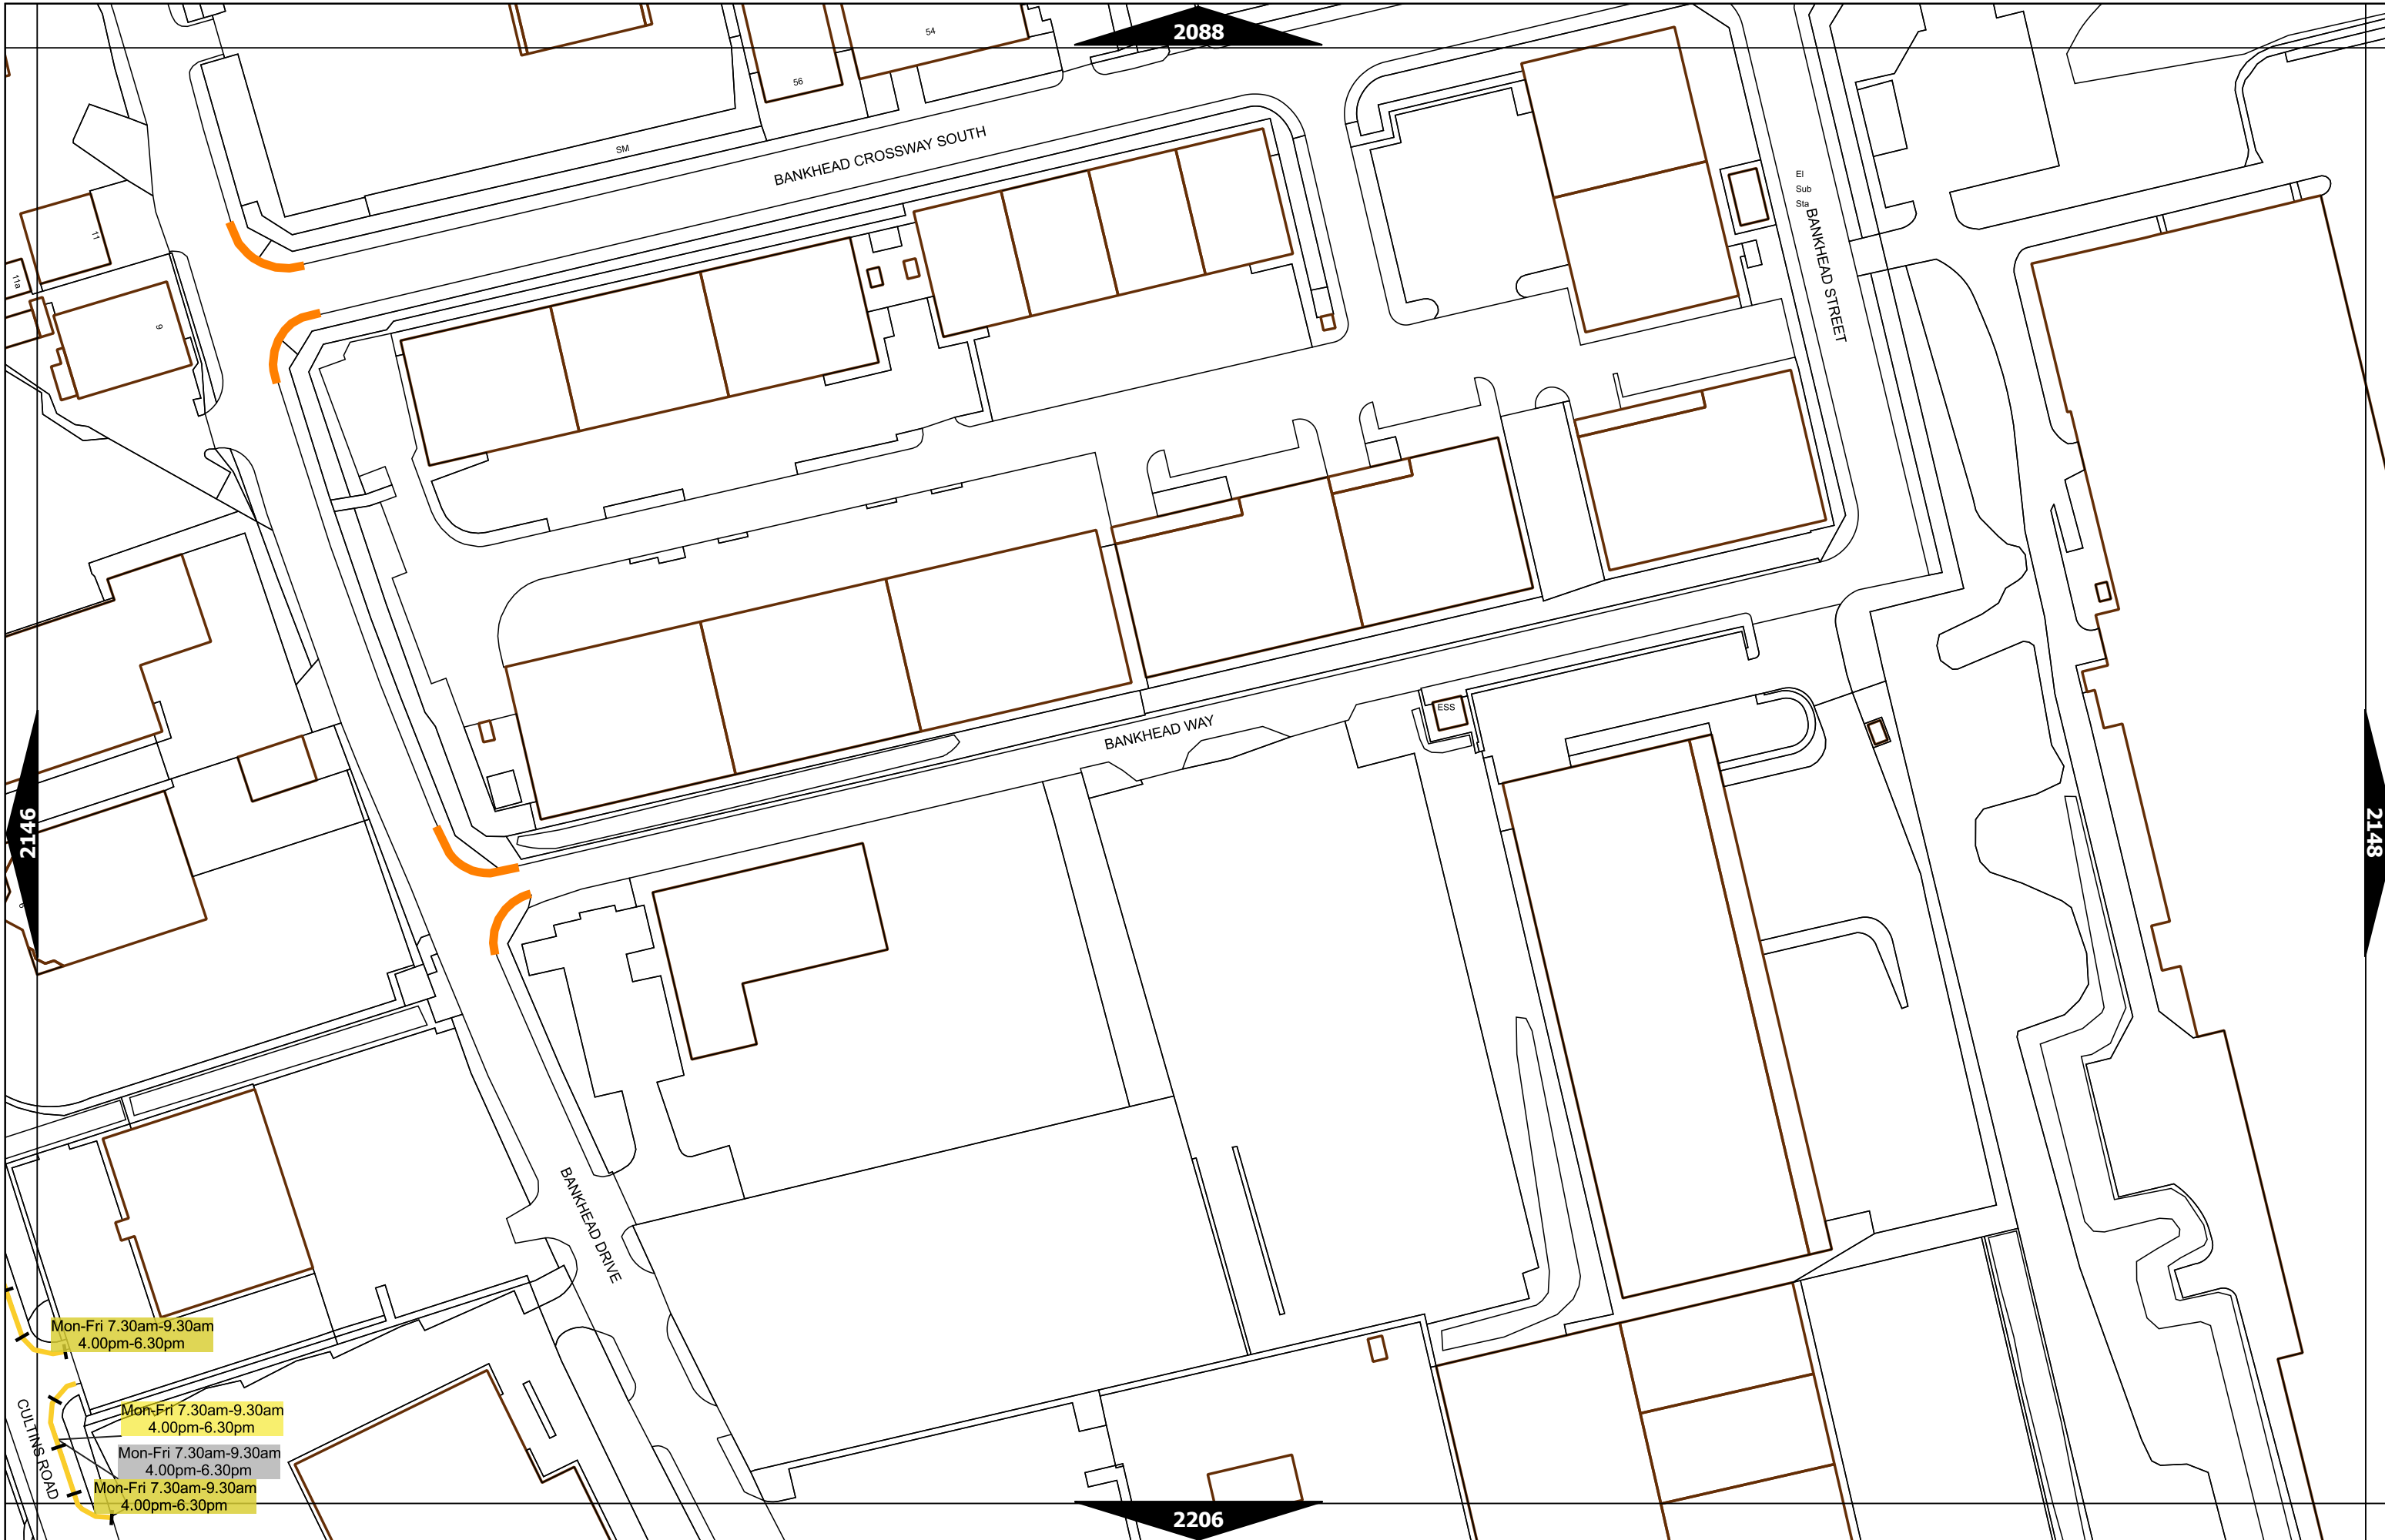 2088
54
56
SM
BANKHEAD CROSSWAY SOUTH
El
Sub
Sta
BANKHEAD STREET
11
11a
9
ESS
BANKHEAD WAY
2146
2148
BANKHEAD DRIVE
Mon-Fri 7.30am-9.30am
4.00pm-6.30pm
CULTINS ROAD
Mon-Fri 7.30am-9.30am
4.00pm-6.30pm
Mon-Fri 7.30am-9.30am
4.00pm-6.30pm
Mon-Fri 7.30am-9.30am
4.00pm-6.30pm
2206